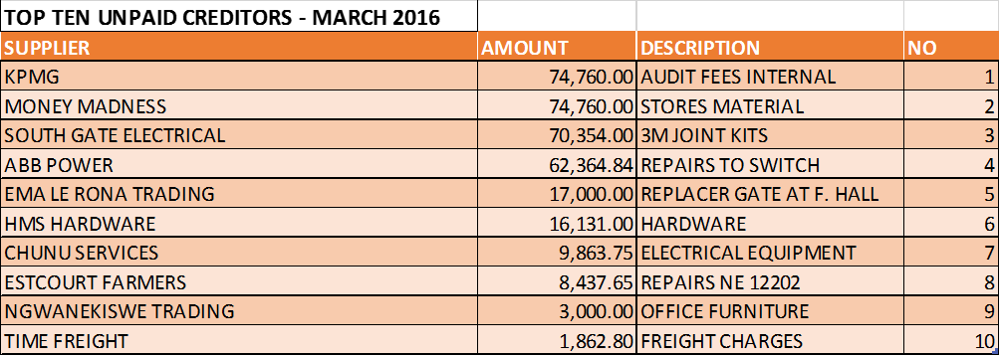 TOP TEN UNPAID CREDITORS - MARCH 2016
SUPPLIER AMOUNT DESCRIPTION NO
KPMG 74,760.00 AUDIT FEES INTERNAL 1
MONEY MADNESS 74,760.00 STORES MATERIAL 2
SOUTH GATE ELECTRICAL 70,354.00 3M JOINT KITS 3
ABB POWER 62,364.84 REPAIRS TO SWITCH 4
EMA LE RONA TRADING 17,000.00 REPLACER GATE AT F. HALL 5
HMS HARDWARE 16,131.00 HARDWARE 6
CHUNU SERVICES 9,863.75 ELECTRICAL EQUIPMENT 7
ESTCOURT FARMERS 8,437.65 REPAIRS NE 12202 8
NGWANEKISWE TRADING 3,000.00 OFFICE FURNITURE 9
TIME FREIGHT 1,862.80 FREIGHT CHARGES 10